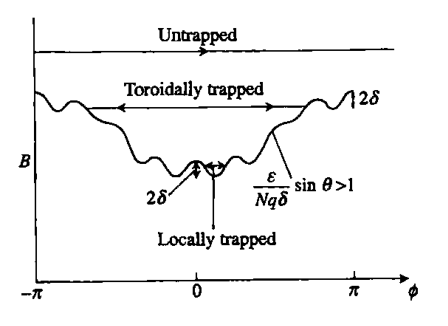 Untrapped
Toroidally trapped
2δ
B
2δ
ε/Nqδ sin θ>1
Locally trapped
-π
0
π
ϕ